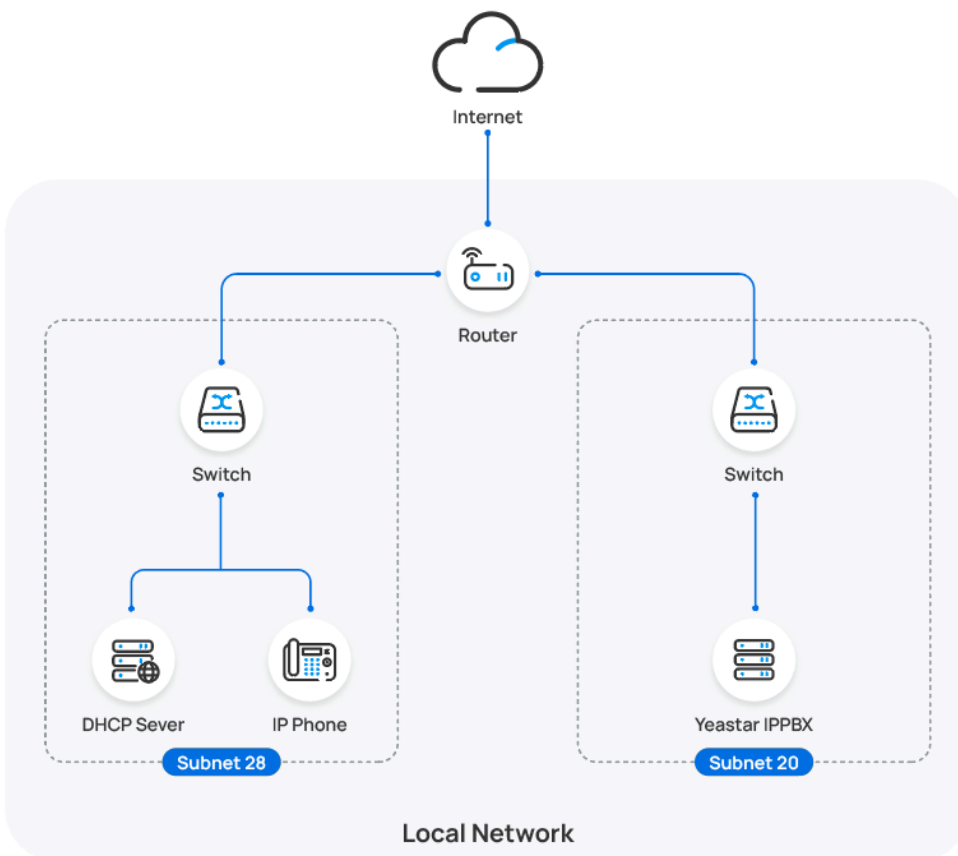 Internet
Router
Switch
Switch
DHCP Sever
IP Phone
Yeastar IPPBX
Subnet 28
Subnet 20
Local Network